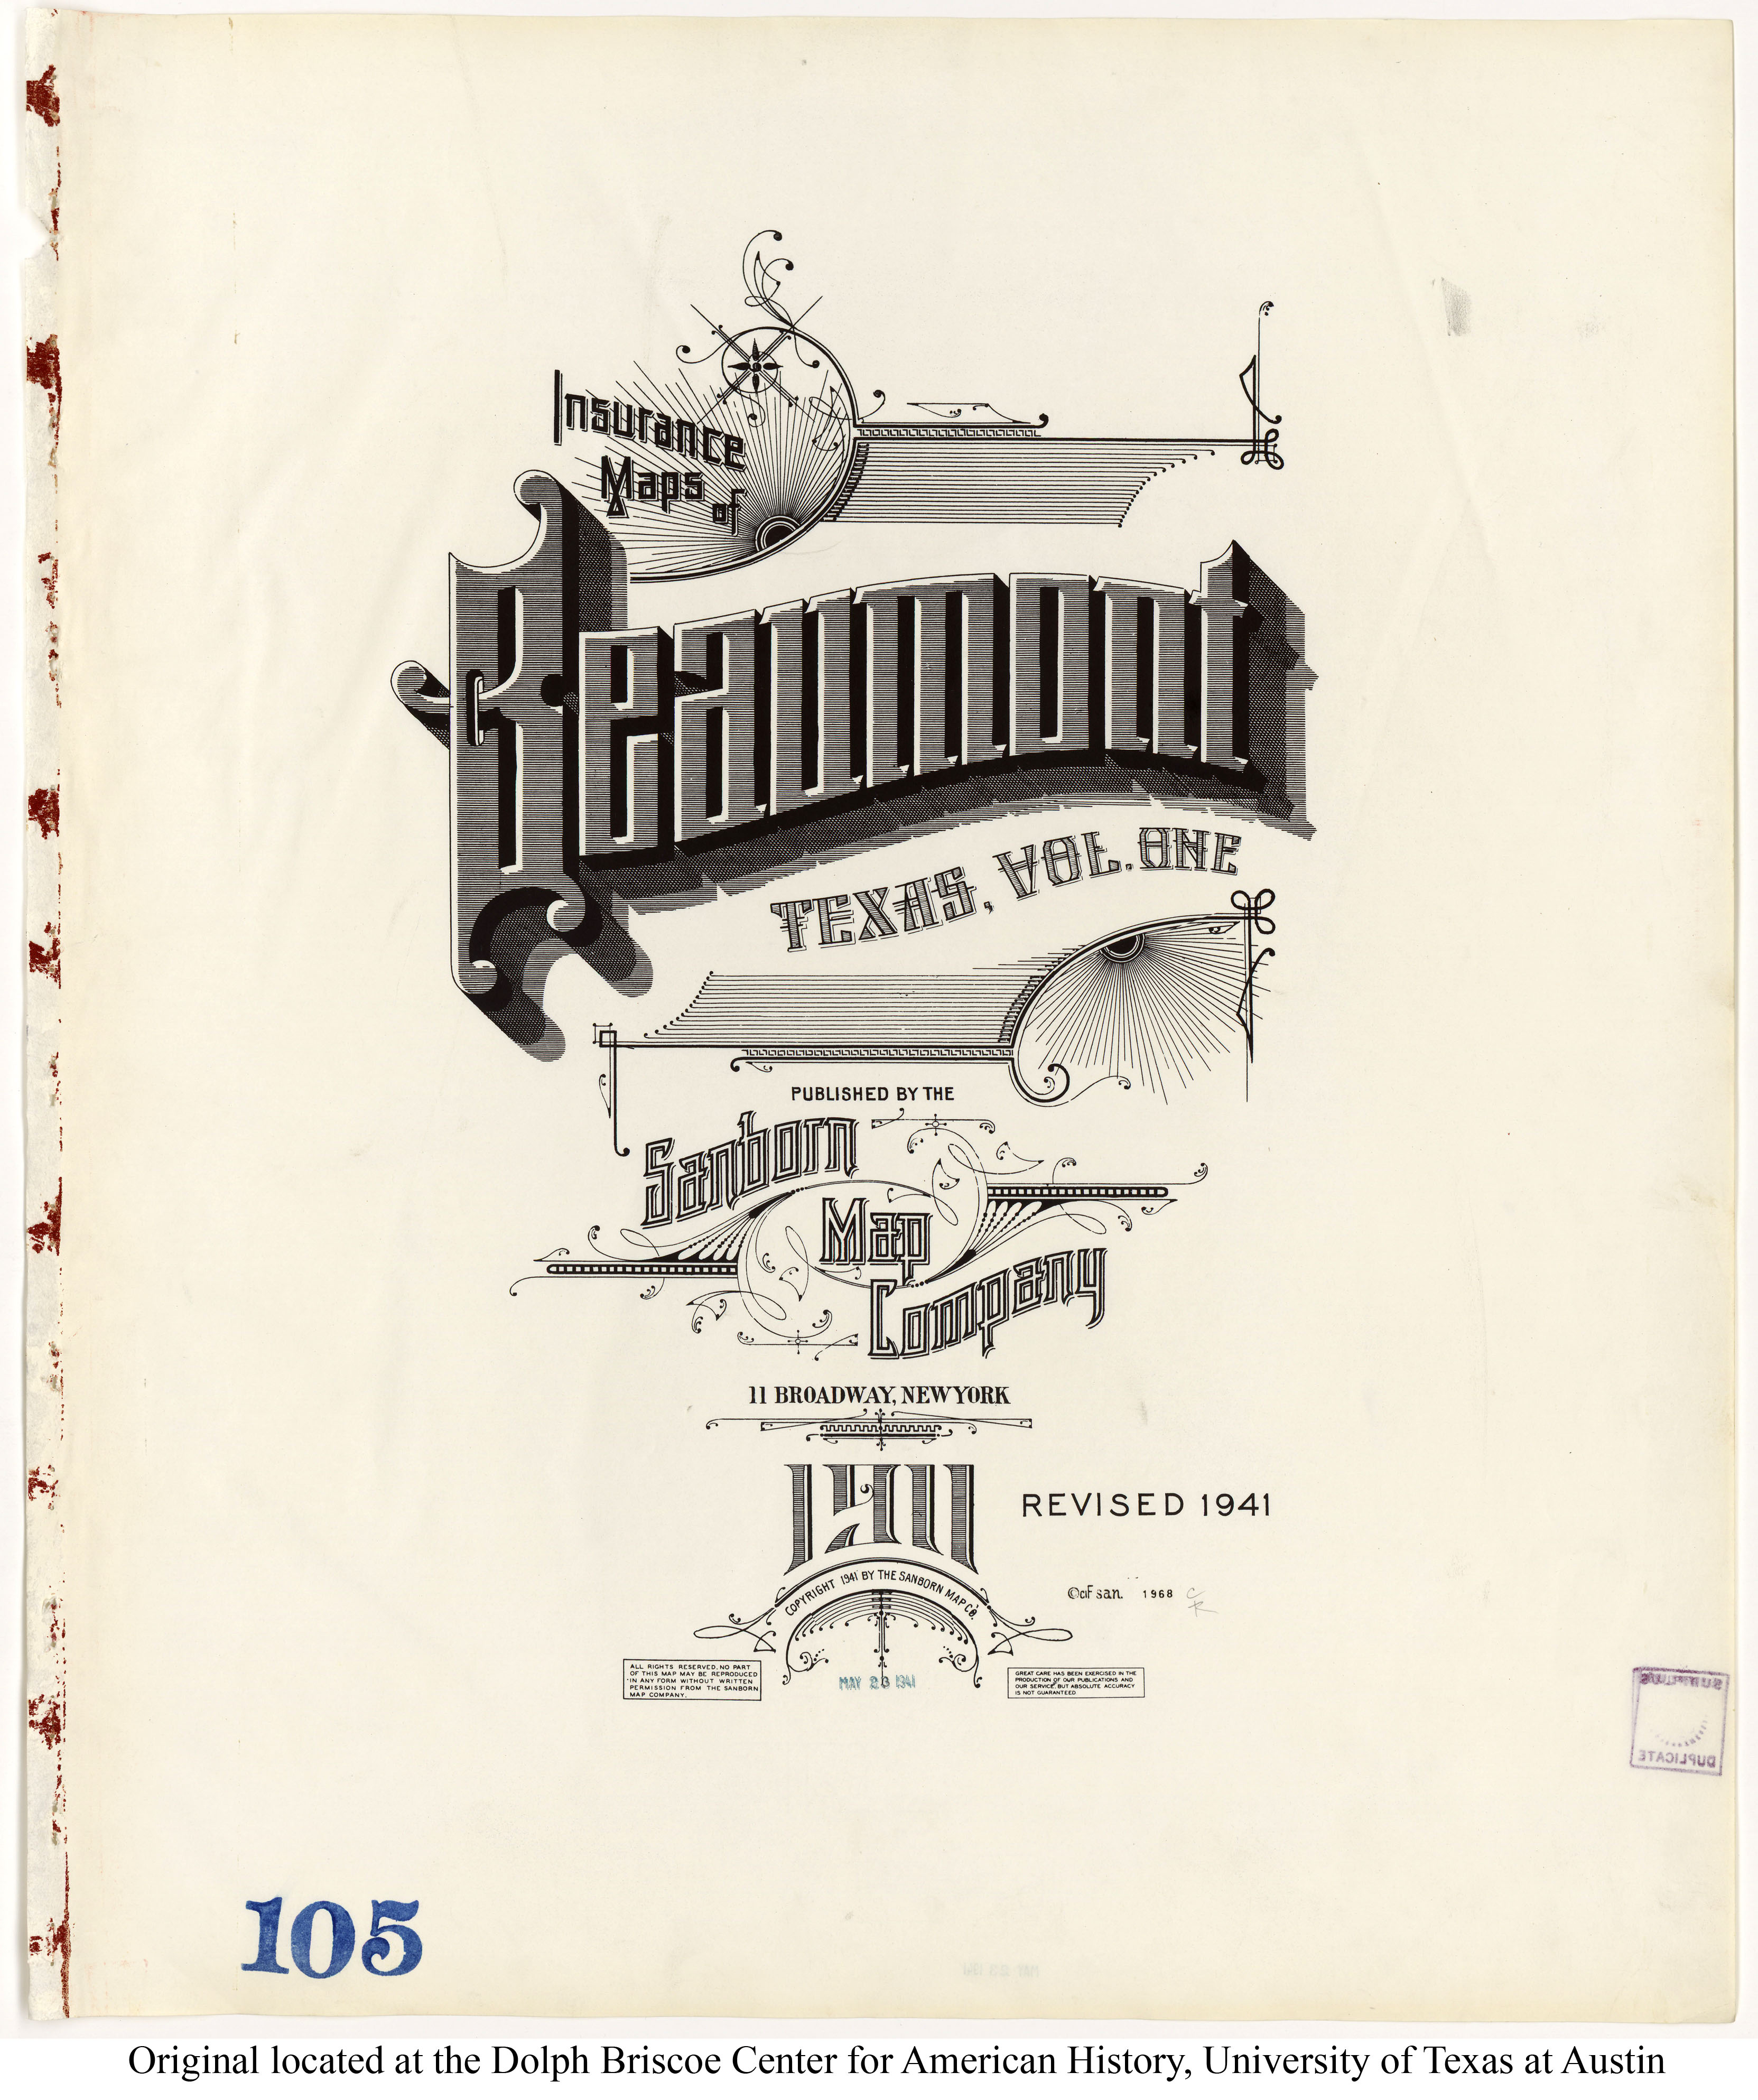 Insurance
Maps
of
Beaumont
TEXAS, VOL. ONE
PUBLISHED BY THE
Sanborn
Map
Company
11 BROADWAY, NEW YORK
1911
REVISED 1941
COPYRIGHT 1941 BY THE SANBORN MAP CO.
1968
ALL RIGHTS RESERVED. NO PART
OF THIS MAP MAY BE REPRODUCED
IN ANY FORM WITHOUT WRITTEN
PERMISSION FROM THE SANBORN
MAP COMPANY.
MAY 23 1941
GREAT CARE HAS BEEN EXERCISED IN THE
PRODUCTION OF OUR PUBLICATIONS AND
OUR SERVICE, BUT ABSOLUTE ACCURACY
IS NOT GUARANTEED
SURPLUS
DUPLICATE
105
Original located at the Dolph Briscoe Center for American History, University of Texas at Austin